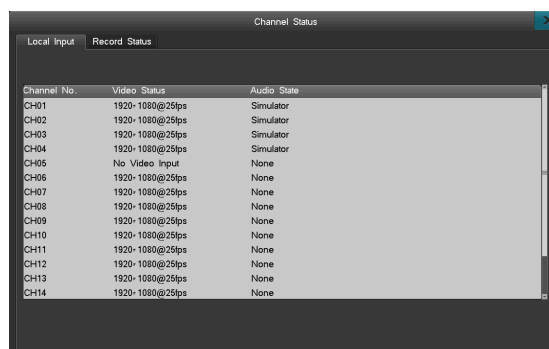 Channel Status
Local Input Record Status
Channel No. Video Status Audio State
CH01 1920*1080@25fps Simulator
CH02 1920*1080@25fps Simulator
CH03 1920*1080@25fps Simulator
CH04 1920*1080@25fps Simulator
CH05 No Video Input None
CH06 1920*1080@25fps None
CH07 1920*1080@25fps None
CH08 1920*1080@25fps None
CH09 1920*1080@25fps None
CH10 1920*1080@25fps None
CH11 1920*1080@25fps None
CH12 1920*1080@25fps None
CH13 1920*1080@25fps None
CH14 1920*1080@25fps None